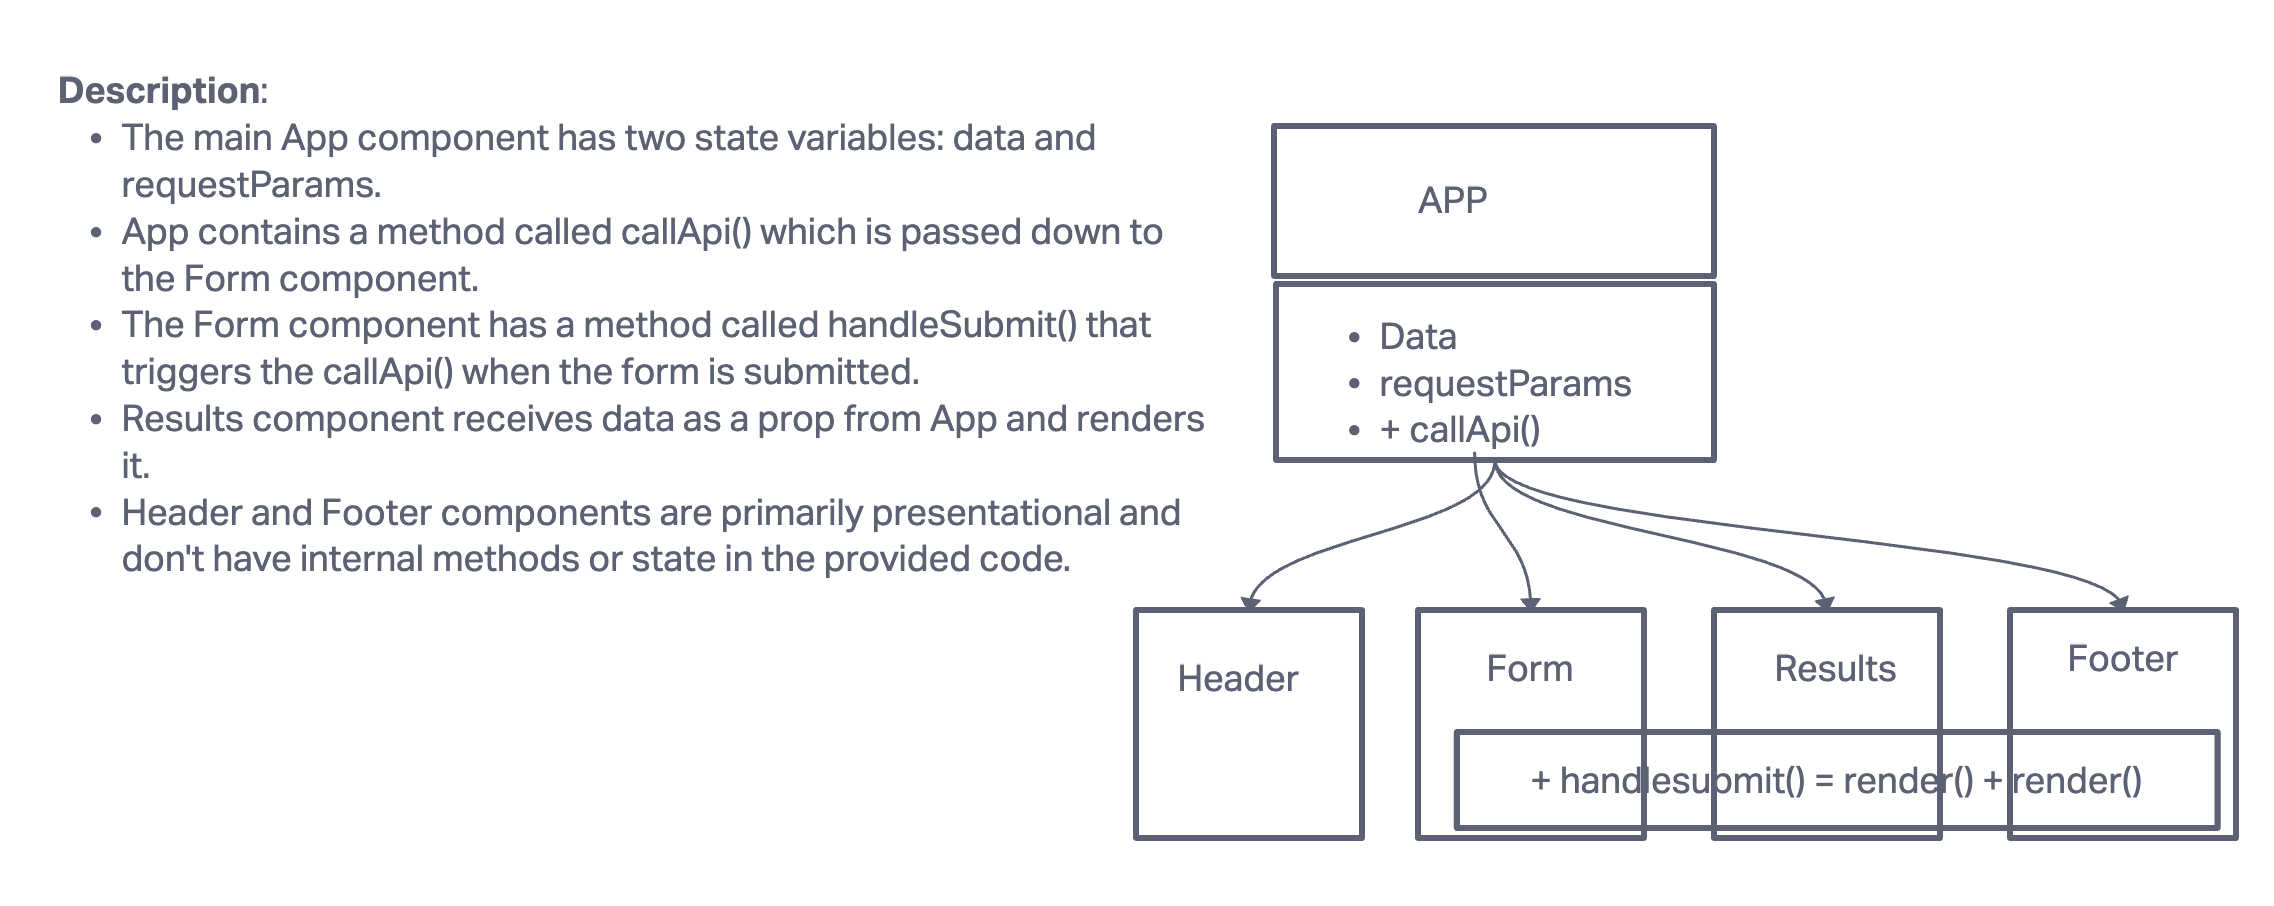 Description:
• The main App component has two state variables: data and
requestParams.
• App contains a method called callApi() which is passed down to
the Form component.
• The Form component has a method called handleSubmit() that
triggers the callApi() when the form is submitted.
• Results component receives data as a prop from App and renders
it.
• Header and Footer components are primarily presentational and
don't have internal methods or state in the provided code.
APP
• Data
• requestParams
• + callApi()
Header
Form
Results
Footer
+ handlesubmit() = render() + render()